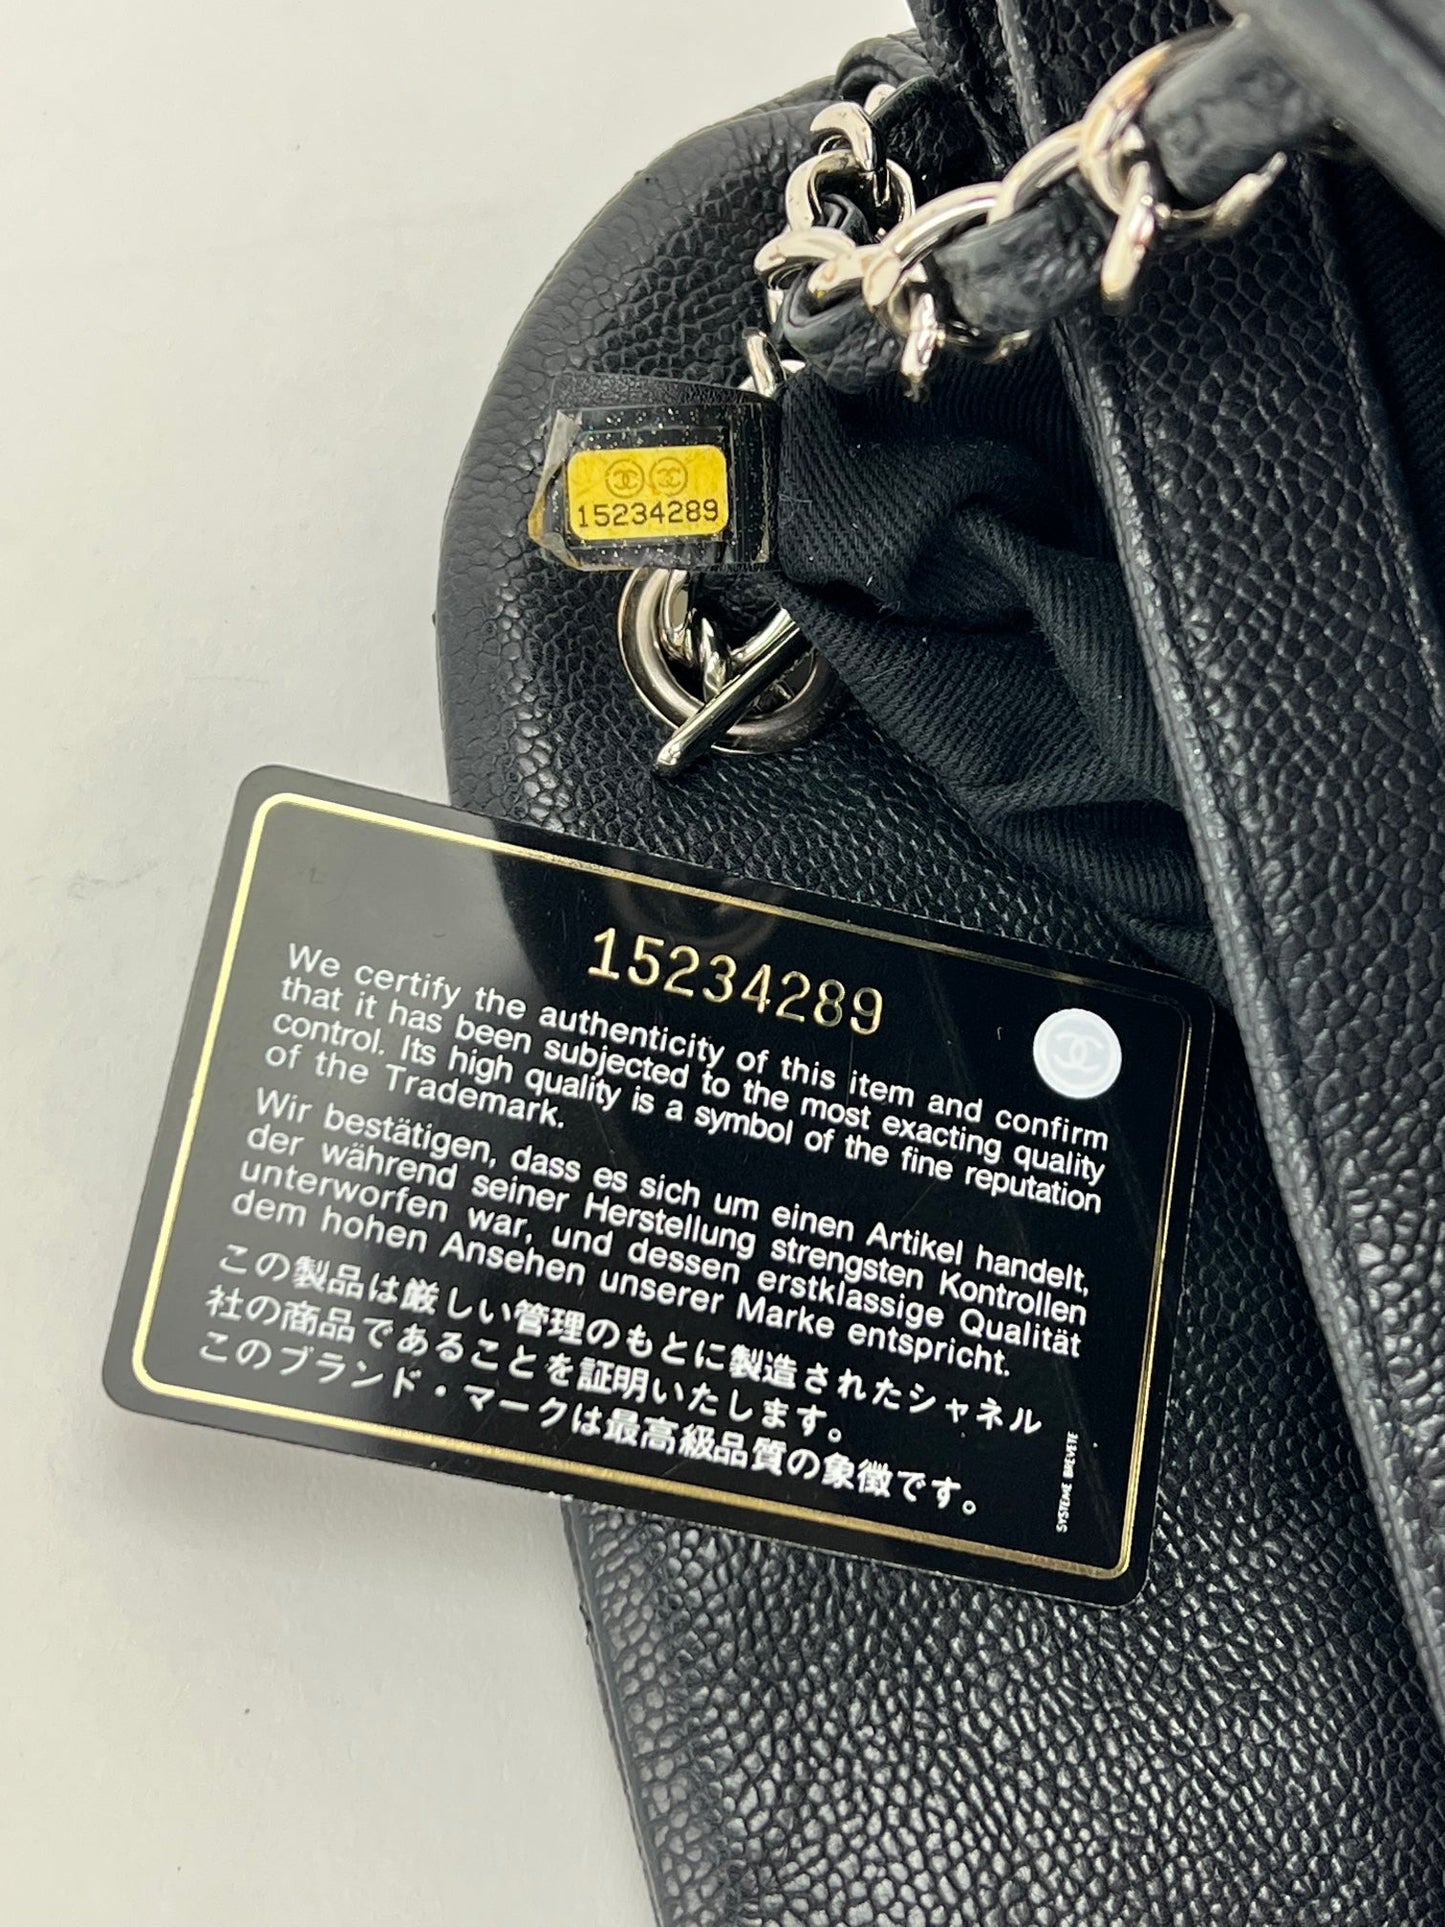 15234289
15234289
We certify the authenticity of this item and confirm
that it has been subjected to the most exacting quality
control. Its high quality is a symbol of the fine reputation
of the Trademark.
Wir bestätigen, dass es sich um einen Artikel handelt,
der während seiner Herstellung strengsten Kontrollen
unterworfen war, und dessen erstklassige Qualität
dem hohen Ansehen unserer Marke entspricht.
この製品は厳しい管理のもとに製造されたシャネル
社の商品であることを証明いたします。
このブランド・マークは最高級品質の象徴です。
SYSTEME BREVETE